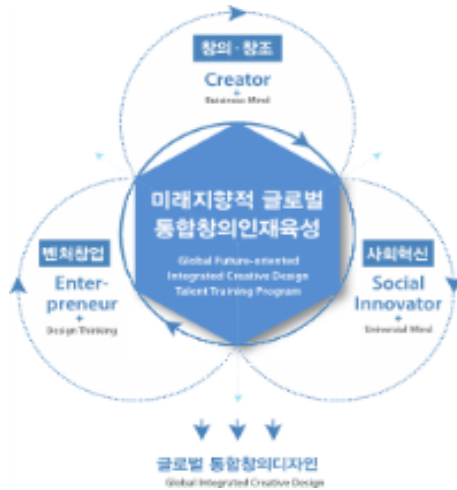 창의·창조
Creator
+
Business Mind
미래지향적 글로벌
통합창의인재육성
Global Future-oriented
Integrated Creative Design
Talent Training Program
벤처창업
Enter-
preneur
+
Design Thinking
사회혁신
Social
Innovator
+
Universial Mind
글로벌 통합창의디자인
Global Integrated Creative Design